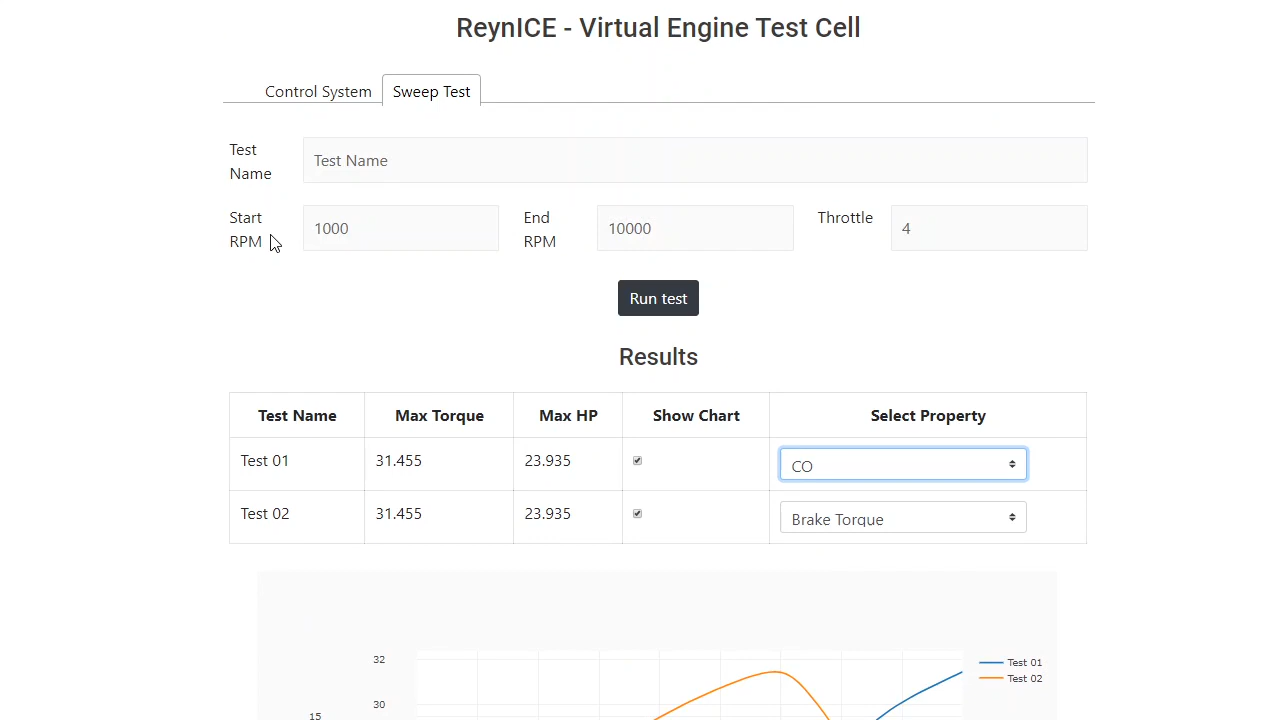 ReynICE - Virtual Engine Test Cell
Control System
Sweep Test
Test Name
Test Name
Start RPM
1000
End RPM
10000
Throttle
4
Run test
Results
Test Name Max Torque Max HP Show Chart Select Property
Test 01 31.455 23.935 CO
Test 02 31.455 23.935 Brake Torque
32
30
15
Test 01
Test 02